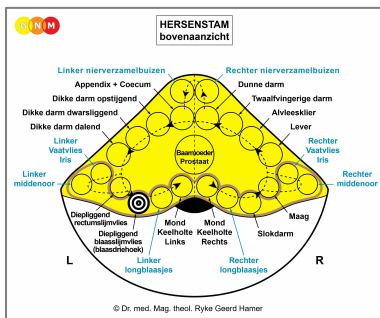 G N M
HERSENSTAM
bovenaanzicht
Linker nierverzamelbuizen
Rechter nierverzamelbuizen
Appendix + Coecum
Dunne darm
Dikke darm opstijgend
Twaalfvingerige darm
Dikke darm dwarsliggend
Alvleesklier
Dikke darm dalend
Lever
Linker
Vaatvlies
Iris
Rechter
Vaatvlies
Iris
Baarmoeder
Prostaat
Linker
middenoor
Rechter
middenoor
Diepliggend
rectumslijmvlies
Diepliggend
blaasslijmvlies
(blaasdriehoek)
Mond
Keelholte
Links
Mond
Keelholte
Rechts
Maag
Slokdarm
Linker
longblaasjes
Rechter
longblaasjes
L
R
© Dr. med. Mag. theol. Ryke Geerd Hamer